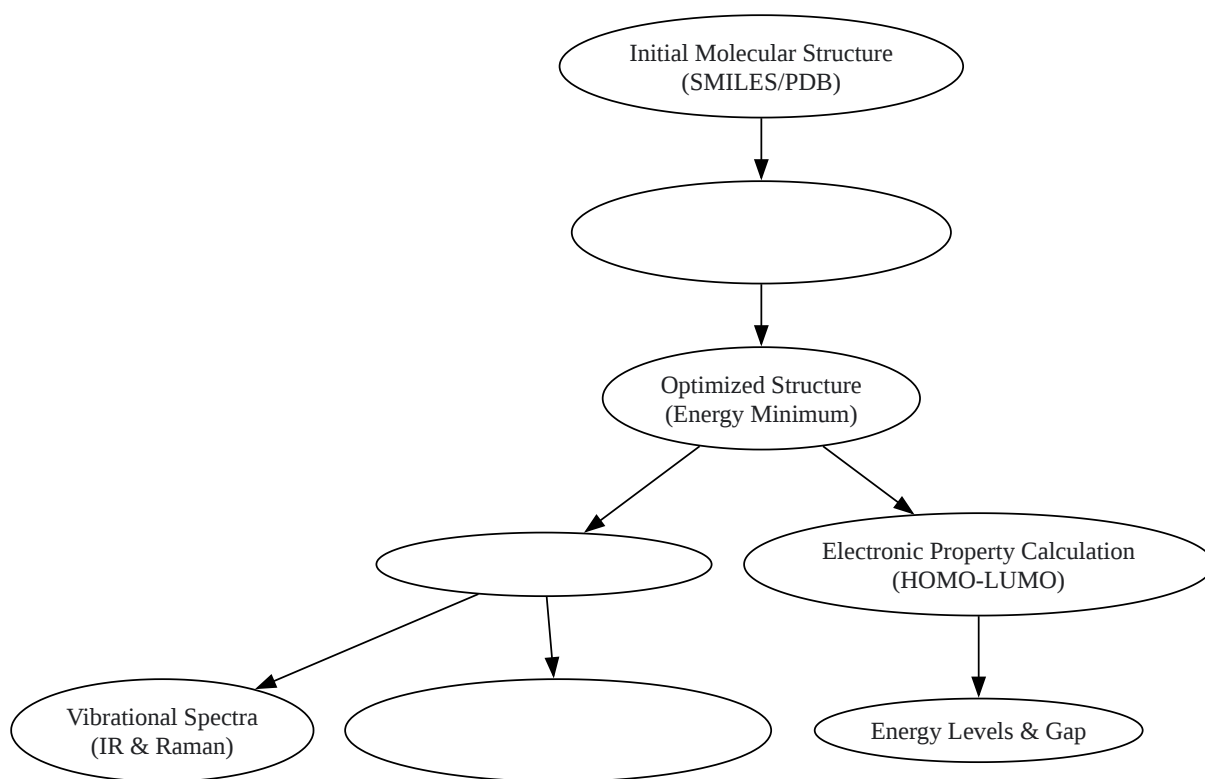 Initial Molecular Structure
(SMILES/PDB)
Optimized Structure
(Energy Minimum)
Electronic Property Calculation
(HOMO-LUMO)
Vibrational Spectra
(IR & Raman)
Energy Levels & Gap